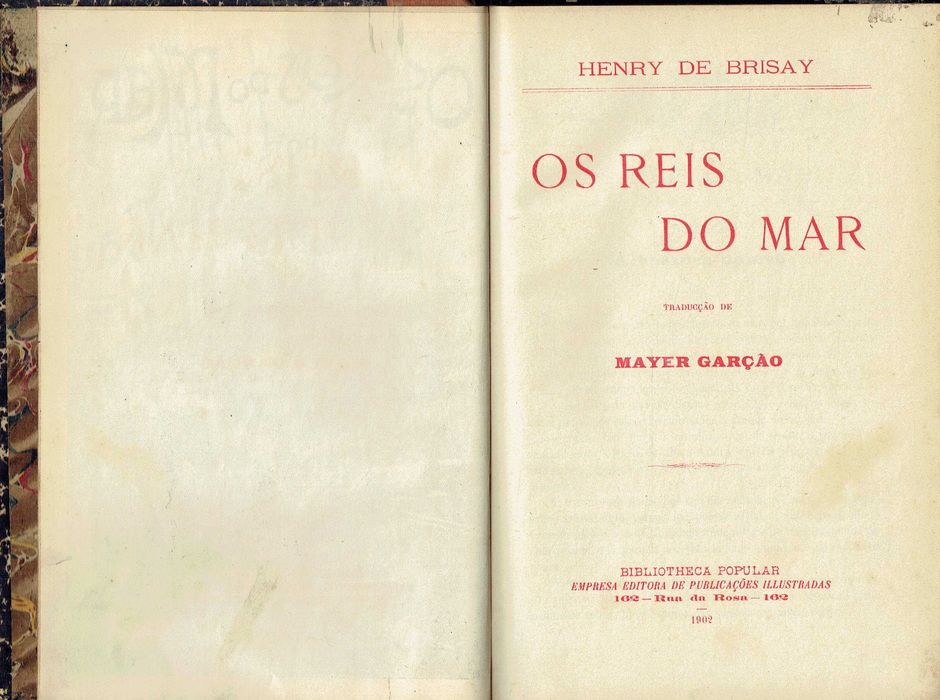 HENRY DE BRISAY
OS REIS
DO MAR
TRADUCÇÃO DE
MAYER GARÇÃO
BIBLIOTHECA POPULAR
EMPRESA EDITORA DE PUBLICAÇÕES ILLUSTRADAS
162 — Rua da Rosa — 162
1902